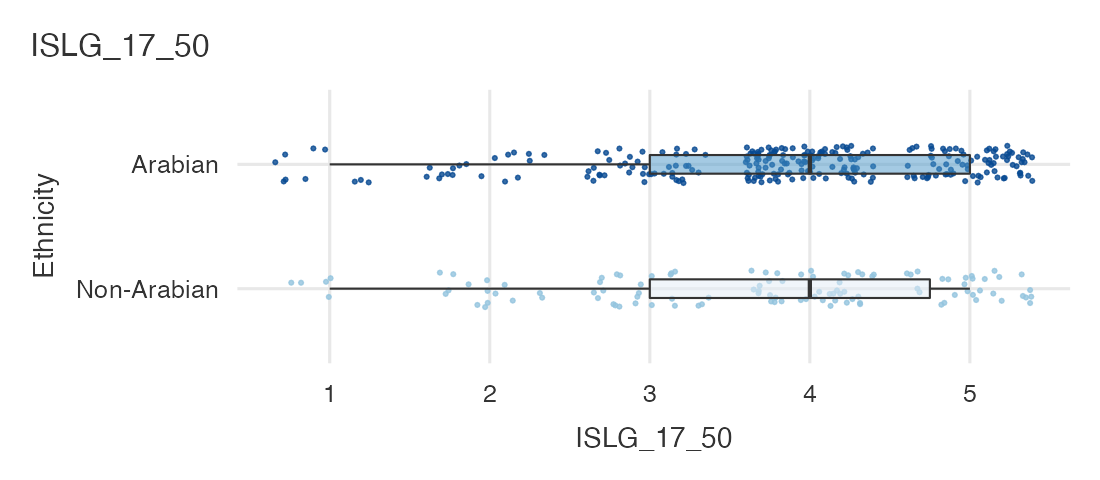 ISLG_17_50
Arabian
Ethnicity
Non-Arabian
1 2 3 4 5
ISLG_17_50